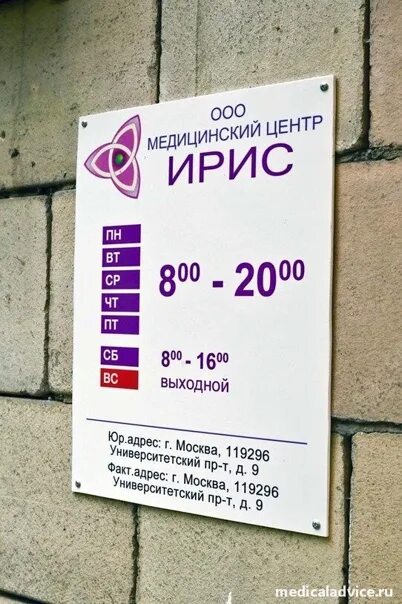 ООО
МЕДИЦИНСКИЙ ЦЕНТР
ИРИС
ПН
ВТ
СР
ЧТ
ПТ
8⁰⁰ - 20⁰⁰
СБ 8⁰⁰ - 16⁰⁰
ВС ВЫХОДНОЙ
Юр.адрес: г. Москва, 119296
Университетский пр-т, д. 9
Факт.адрес: г. Москва, 119296
Университетский пр-т, д. 9
medicaladvice.ru